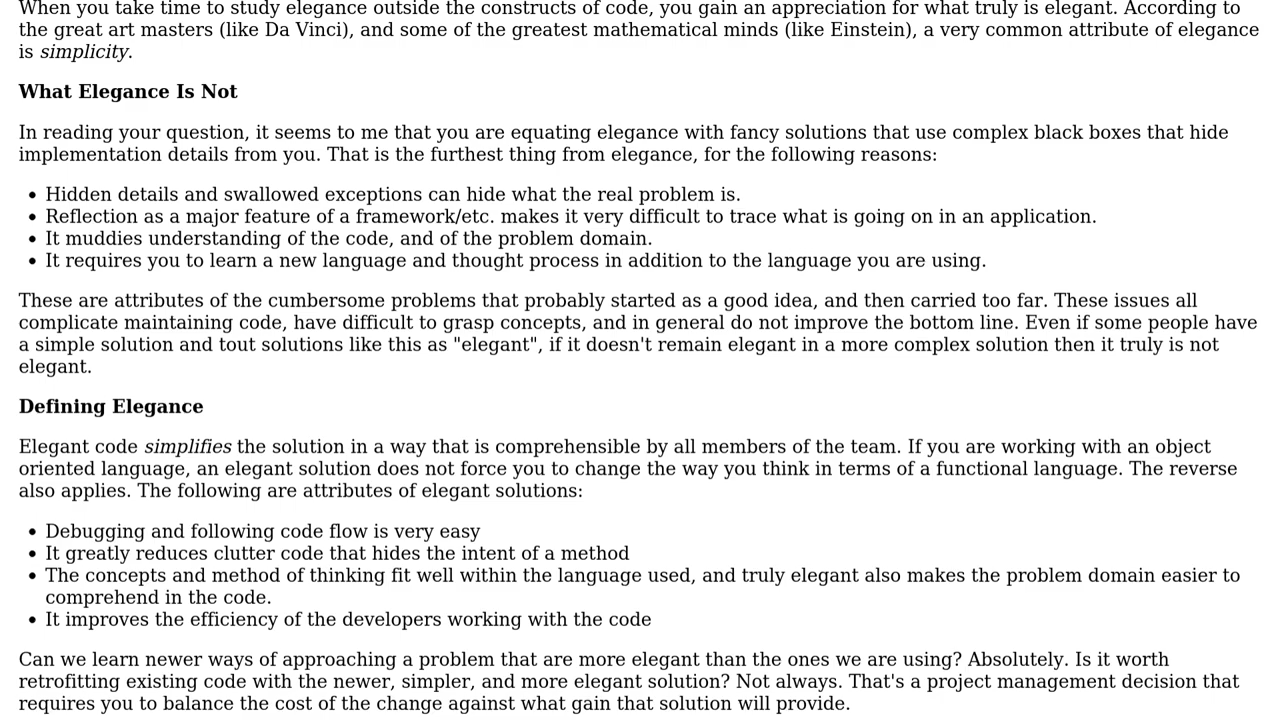 When you take time to study elegance outside the constructs of code, you gain an appreciation for what truly is elegant. According to
the great art masters (like Da Vinci), and some of the greatest mathematical minds (like Einstein), a very common attribute of elegance
is simplicity.
What Elegance Is Not
In reading your question, it seems to me that you are equating elegance with fancy solutions that use complex black boxes that hide
implementation details from you. That is the furthest thing from elegance, for the following reasons:
• Hidden details and swallowed exceptions can hide what the real problem is.
• Reflection as a major feature of a framework/etc. makes it very difficult to trace what is going on in an application.
• It muddies understanding of the code, and of the problem domain.
• It requires you to learn a new language and thought process in addition to the language you are using.
These are attributes of the cumbersome problems that probably started as a good idea, and then carried too far. These issues all
complicate maintaining code, have difficult to grasp concepts, and in general do not improve the bottom line. Even if some people have
a simple solution and tout solutions like this as "elegant", if it doesn't remain elegant in a more complex solution then it truly is not
elegant.
Defining Elegance
Elegant code simplifies the solution in a way that is comprehensible by all members of the team. If you are working with an object
oriented language, an elegant solution does not force you to change the way you think in terms of a functional language. The reverse
also applies. The following are attributes of elegant solutions:
• Debugging and following code flow is very easy
• It greatly reduces clutter code that hides the intent of a method
• The concepts and method of thinking fit well within the language used, and truly elegant also makes the problem domain easier to
comprehend in the code.
• It improves the efficiency of the developers working with the code
Can we learn newer ways of approaching a problem that are more elegant than the ones we are using? Absolutely. Is it worth
retrofitting existing code with the newer, simpler, and more elegant solution? Not always. That's a project management decision that
requires you to balance the cost of the change against what gain that solution will provide.